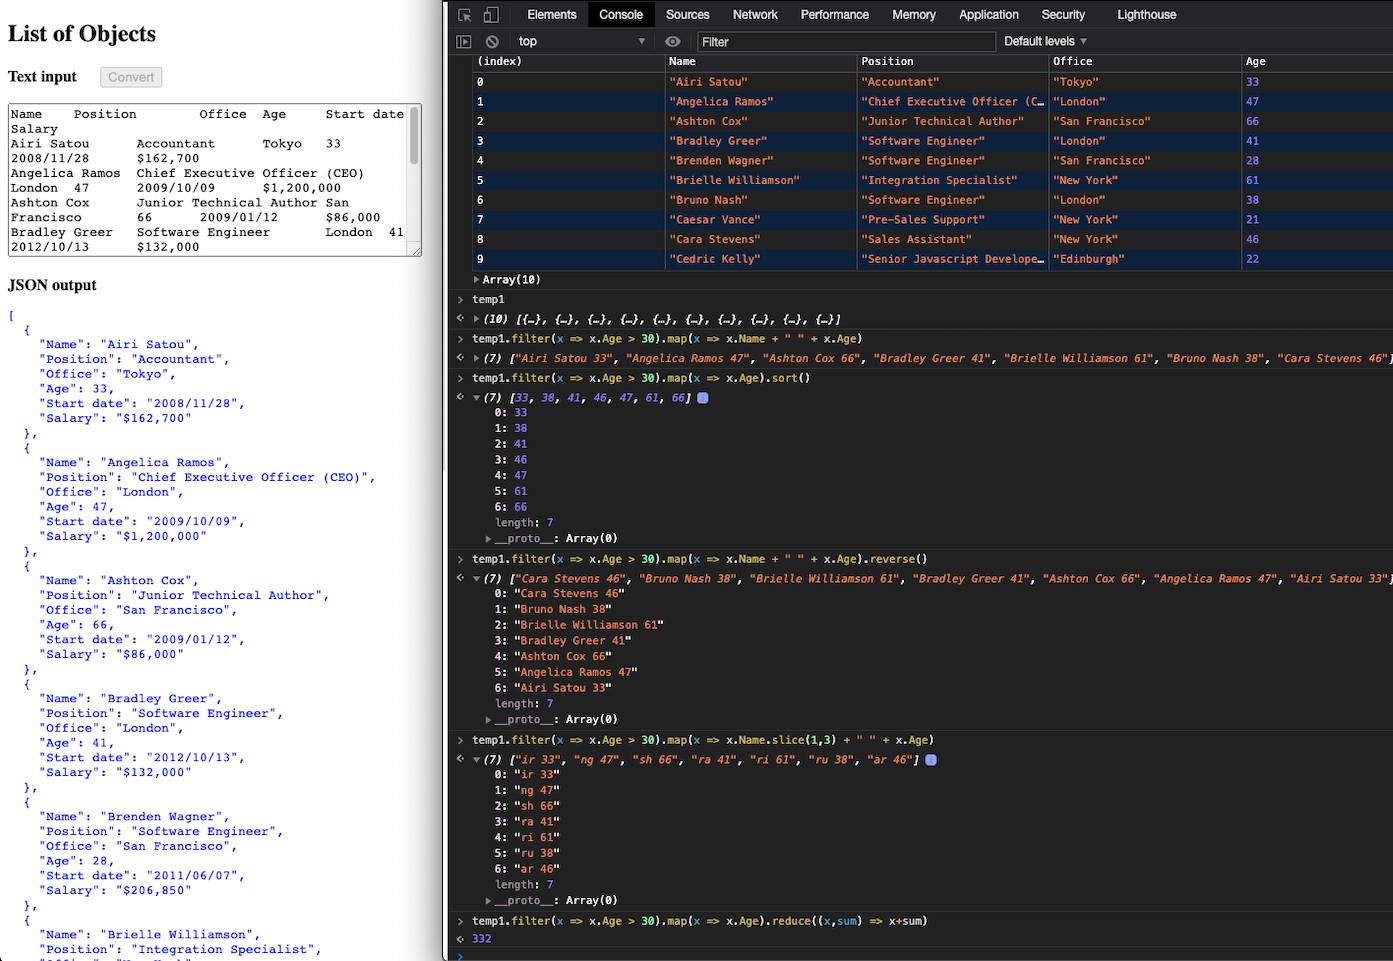 List of Objects
Text input Convert
Name Position Office Age Start date
Salary
Airi Satou Accountant Tokyo 33
2008/11/28 $162,700
Angelica Ramos Chief Executive Officer (CEO)
London 47 2009/10/09 $1,200,000
Ashton Cox Junior Technical Author San
Francisco 66 2009/01/12 $86,000
Bradley Greer Software Engineer London 41
2012/10/13 $132,000
JSON output
[
{
"Name": "Airi Satou",
"Position": "Accountant",
"Office": "Tokyo",
"Age": 33,
"Start date": "2008/11/28",
"Salary": "$162,700"
},
{
"Name": "Angelica Ramos",
"Position": "Chief Executive Officer (CEO)",
"Office": "London",
"Age": 47,
"Start date": "2009/10/09",
"Salary": "$1,200,000"
},
{
"Name": "Ashton Cox",
"Position": "Junior Technical Author",
"Office": "San Francisco",
"Age": 66,
"Start date": "2009/01/12",
"Salary": "$86,000"
},
{
"Name": "Bradley Greer",
"Position": "Software Engineer",
"Office": "London",
"Age": 41,
"Start date": "2012/10/13",
"Salary": "$132,000"
},
{
"Name": "Brenden Wagner",
"Position": "Software Engineer",
"Office": "San Francisco",
"Age": 28,
"Start date": "2011/06/07",
"Salary": "$206,850"
},
{
"Name": "Brielle Williamson",
"Position": "Integration Specialist",
Elements Console Sources Network Performance Memory Application Security Lighthouse
top Filter Default levels
(index) Name Position Office Age
0 "Airi Satou" "Accountant" "Tokyo" 33
1 "Angelica Ramos" "Chief Executive Officer (C… "London" 47
2 "Ashton Cox" "Junior Technical Author" "San Francisco" 66
3 "Bradley Greer" "Software Engineer" "London" 41
4 "Brenden Wagner" "Software Engineer" "San Francisco" 28
5 "Brielle Williamson" "Integration Specialist" "New York" 61
6 "Bruno Nash" "Software Engineer" "London" 38
7 "Caesar Vance" "Pre-Sales Support" "New York" 21
8 "Cara Stevens" "Sales Assistant" "New York" 46
9 "Cedric Kelly" "Senior Javascript Develope… "Edinburgh" 22
Array(10)
temp1
(10) [{…}, {…}, {…}, {…}, {…}, {…}, {…}, {…}, {…}, {…}]
temp1.filter(x => x.Age > 30).map(x => x.Name + " " + x.Age)
(7) ["Airi Satou 33", "Angelica Ramos 47", "Ashton Cox 66", "Bradley Greer 41", "Brielle Williamson 61", "Bruno Nash 38", "Cara Stevens 46"]
temp1.filter(x => x.Age > 30).map(x => x.Age).sort()
(7) [33, 38, 41, 46, 47, 61, 66]
0: 33
1: 38
2: 41
3: 46
4: 47
5: 61
6: 66
length: 7
__proto__: Array(0)
temp1.filter(x => x.Age > 30).map(x => x.Name + " " + x.Age).reverse()
(7) ["Cara Stevens 46", "Bruno Nash 38", "Brielle Williamson 61", "Bradley Greer 41", "Ashton Cox 66", "Angelica Ramos 47", "Airi Satou 33"]
0: "Cara Stevens 46"
1: "Bruno Nash 38"
2: "Brielle Williamson 61"
3: "Bradley Greer 41"
4: "Ashton Cox 66"
5: "Angelica Ramos 47"
6: "Airi Satou 33"
length: 7
__proto__: Array(0)
temp1.filter(x => x.Age > 30).map(x => x.Name.slice(1,3) + " " + x.Age)
(7) ["ir 33", "ng 47", "sh 66", "ra 41", "ri 61", "ru 38", "ar 46"]
0: "ir 33"
1: "ng 47"
2: "sh 66"
3: "ra 41"
4: "ri 61"
5: "ru 38"
6: "ar 46"
length: 7
__proto__: Array(0)
temp1.filter(x => x.Age > 30).map(x => x.Age).reduce((x,sum) => x+sum)
332